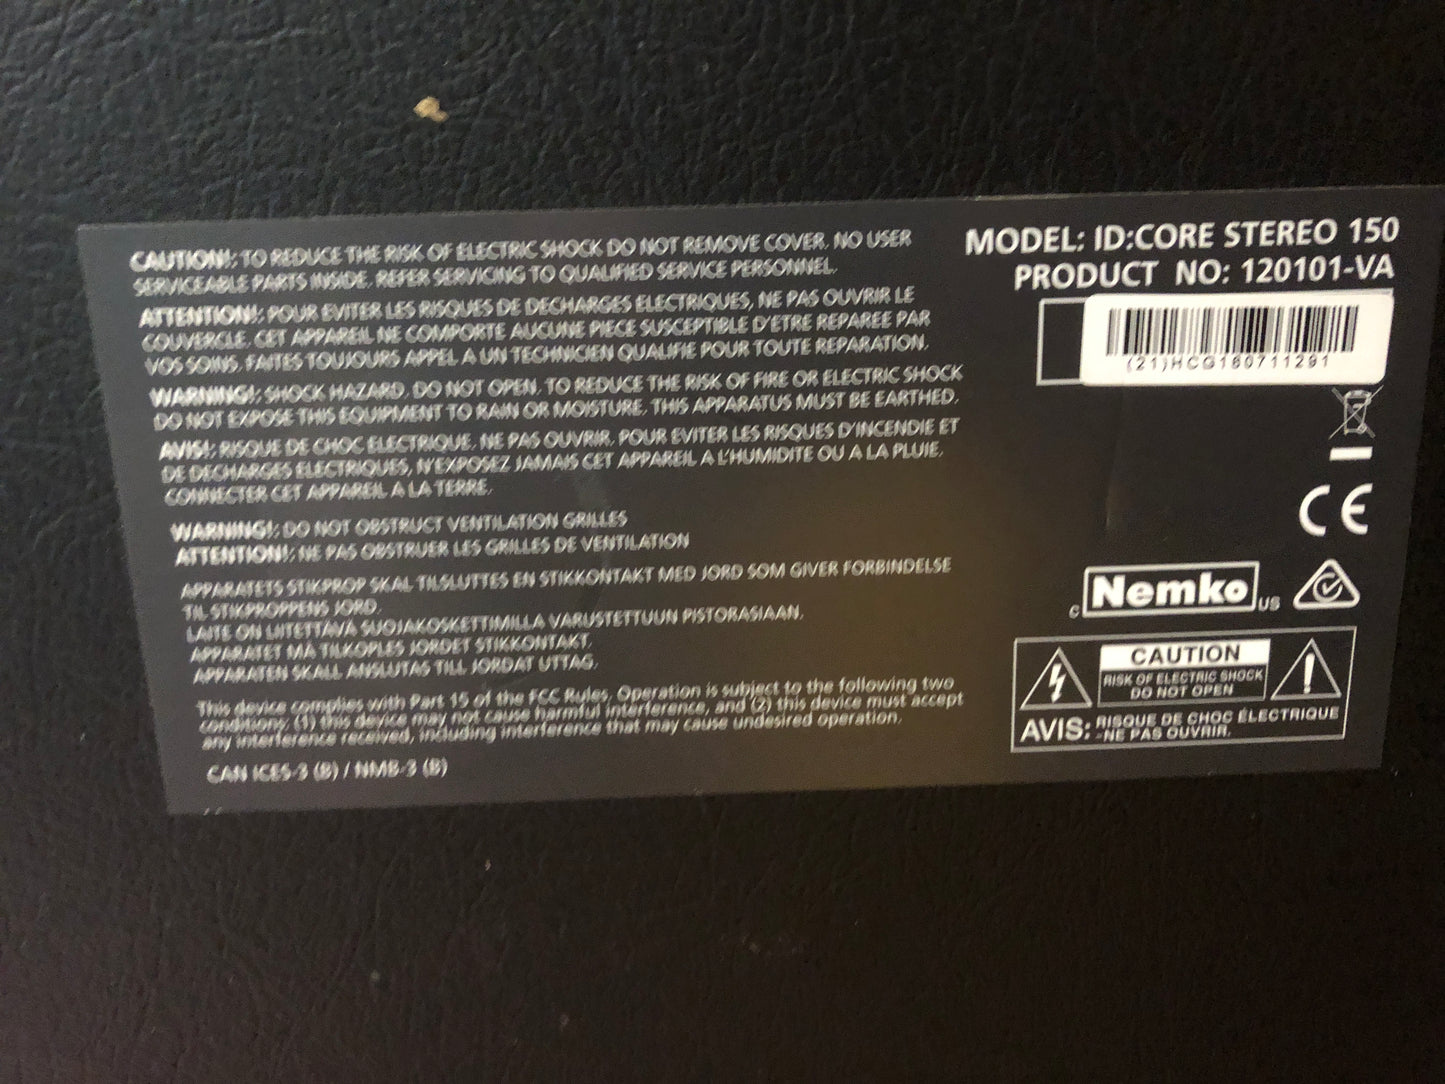 CAUTION!: TO REDUCE THE RISK OF ELECTRIC SHOCK DO NOT REMOVE COVER. NO USER
SERVICEABLE PARTS INSIDE. REFER SERVICING TO QUALIFIED SERVICE PERSONNEL.
ATTENTION!: POUR EVITER LES RISQUES DE DECHARGES ELECTRIQUES, NE PAS OUVRIR LE
COUVERCLE. CET APPAREIL NE COMPORTE AUCUNE PIECE SUSCEPTIBLE D'ETRE REPAREE PAR
VOS SOINS. FAITES TOUJOURS APPEL A UN TECHNICIEN QUALIFIE POUR TOUTE REPARATION.
WARNING!: SHOCK HAZARD. DO NOT OPEN. TO REDUCE THE RISK OF FIRE OR ELECTRIC SHOCK
DO NOT EXPOSE THIS EQUIPMENT TO RAIN OR MOISTURE. THIS APPARATUS MUST BE EARTHED.
AVIS!: RISQUE DE CHOC ELECTRIQUE. NE PAS OUVRIR. POUR EVITER LES RISQUES D'INCENDIE ET
DE DECHARGES ELECTRIQUES, N'EXPOSEZ JAMAIS CET APPAREIL A L'HUMIDITE OU A LA PLUIE.
CONNECTER CET APPAREIL A LA TERRE.
WARNING!: DO NOT OBSTRUCT VENTILATION GRILLES
ATTENTION!: NE PAS OBSTRUER LES GRILLES DE VENTILATION
APPARATETS STIKPROP SKAL TILSLUTTES EN STIKKONTAKT MED JORD SOM GIVER FORBINDELSE
TIL STIKPROPPENS JORD.
LAITE ON LIITETTAVA SUOJAKOSKETTIMILLA VARUSTETTUUN PISTORASIAAN.
APPARATET MÅ TILKOPLES JORDET STIKKONTAKT.
APPARATEN SKALL ANSLUTAS TILL JORDAT UTTAG.
This device complies with Part 15 of the FCC Rules. Operation is subject to the following two
conditions: (1) this device may not cause harmful interference, and (2) this device must accept
any interference received, including interference that may cause undesired operation.
CAN ICES-3 (B) / NMB-3 (B)
MODEL: ID:CORE STEREO 150
PRODUCT NO: 120101-VA
(21)HCG180711291
CE
c Nemko US
CAUTION
RISK OF ELECTRIC SHOCK
DO NOT OPEN
AVIS: RISQUE DE CHOC ÉLECTRIQUE
-NE PAS OUVRIR.